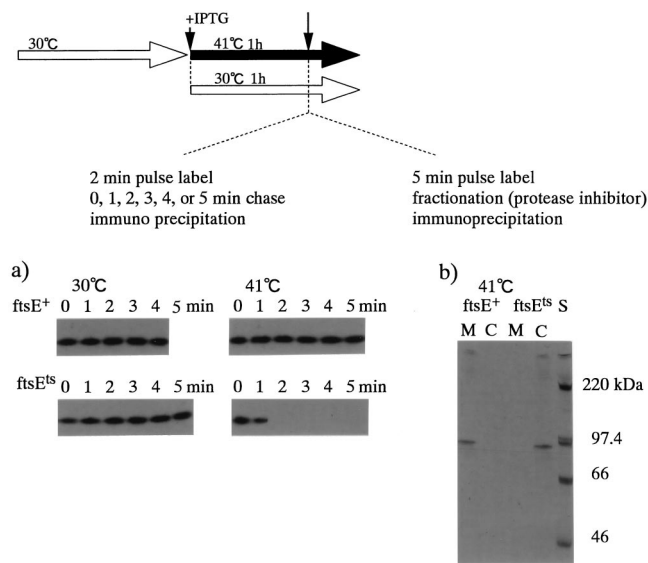 +IPTG
30℃
41℃ 1h
30℃ 1h
2 min pulse label
0, 1, 2, 3, 4, or 5 min chase
immuno precipitation
5 min pulse label
fractionation (protease inhibitor)
immunoprecipitation
a)
30℃
41℃
ftsE+ 0 1 2 3 4 5 min
0 1 2 3 4 5 min
ftsEts 0 1 2 3 4 5 min
0 1 2 3 4 5 min
b)
41℃
ftsE+ ftsEts S
M C M C
220 kDa
97.4
66
46